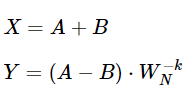 X = A + B
Y = (A − B) · W_N^{−k}